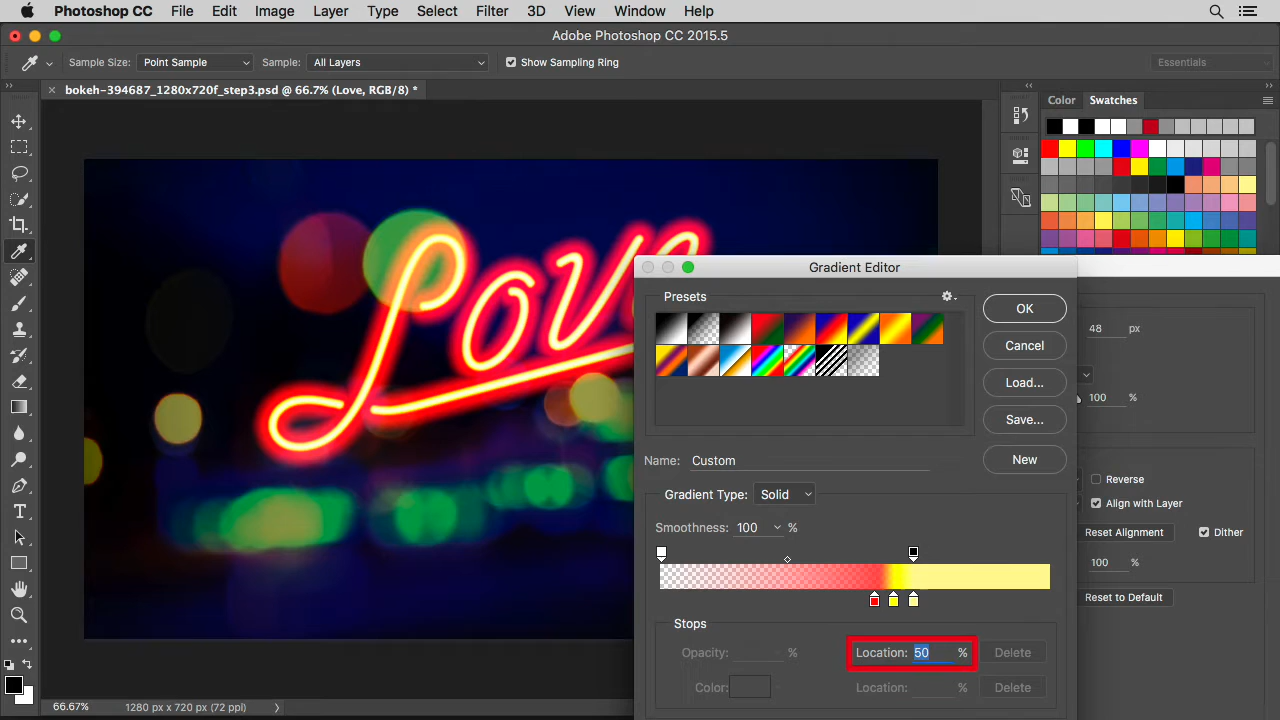 Photoshop CC File Edit Image Layer Type Select Filter 3D View Window Help
Adobe Photoshop CC 2015.5
Sample Size: Point Sample Sample: All Layers Show Sampling Ring Essentials
bokeh-394687_1280x720f_step3.psd @ 66.7% (Love, RGB/8) *
Color Swatches
Love
Gradient Editor
Presets
OK
48 px
Cancel
Load...
100 %
Save...
Name: Custom
New
Reverse
Gradient Type: Solid
Align with Layer
Smoothness: 100 %
Reset Alignment Dither
100 %
Reset to Default
Stops
Opacity: % Location: 50 % Delete
Color: Location: % Delete
66.67% 1280 px x 720 px (72 ppi)